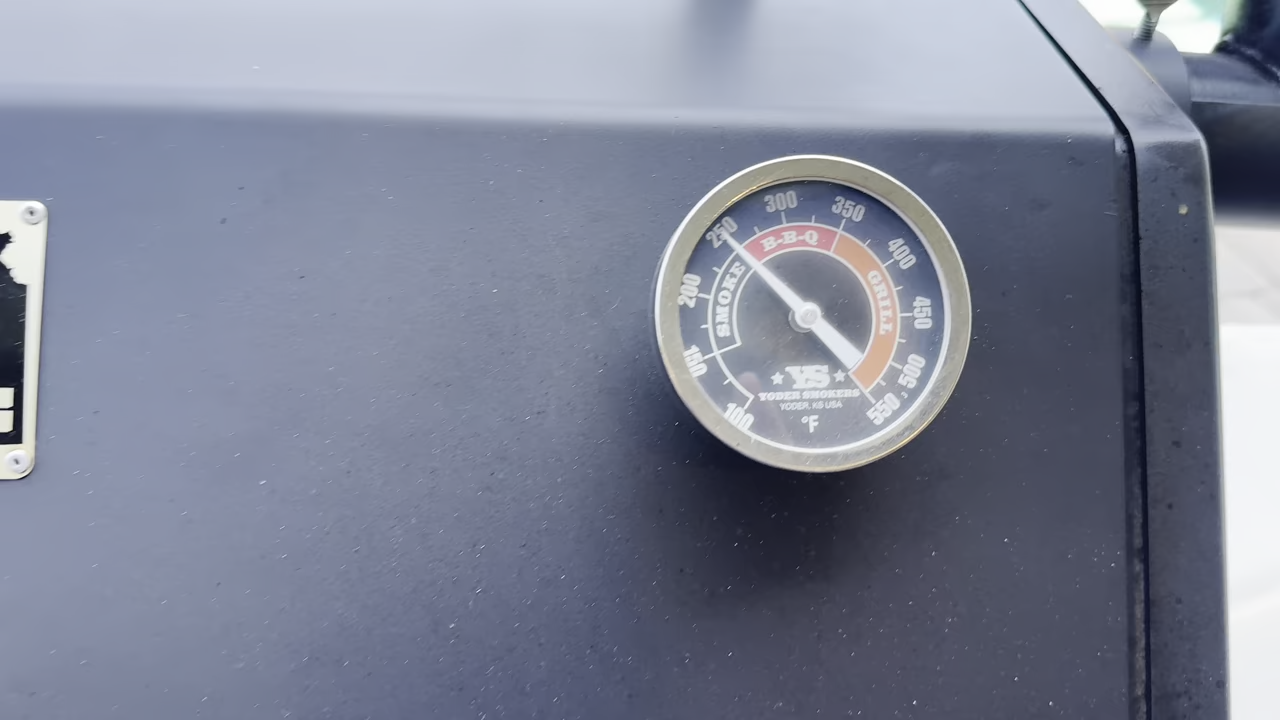 100
150
200
250
300
350
400
450
500
550
SMOKE
B-B-Q
GRILL
YS
YODER SMOKERS
YODER, KS USA
°F